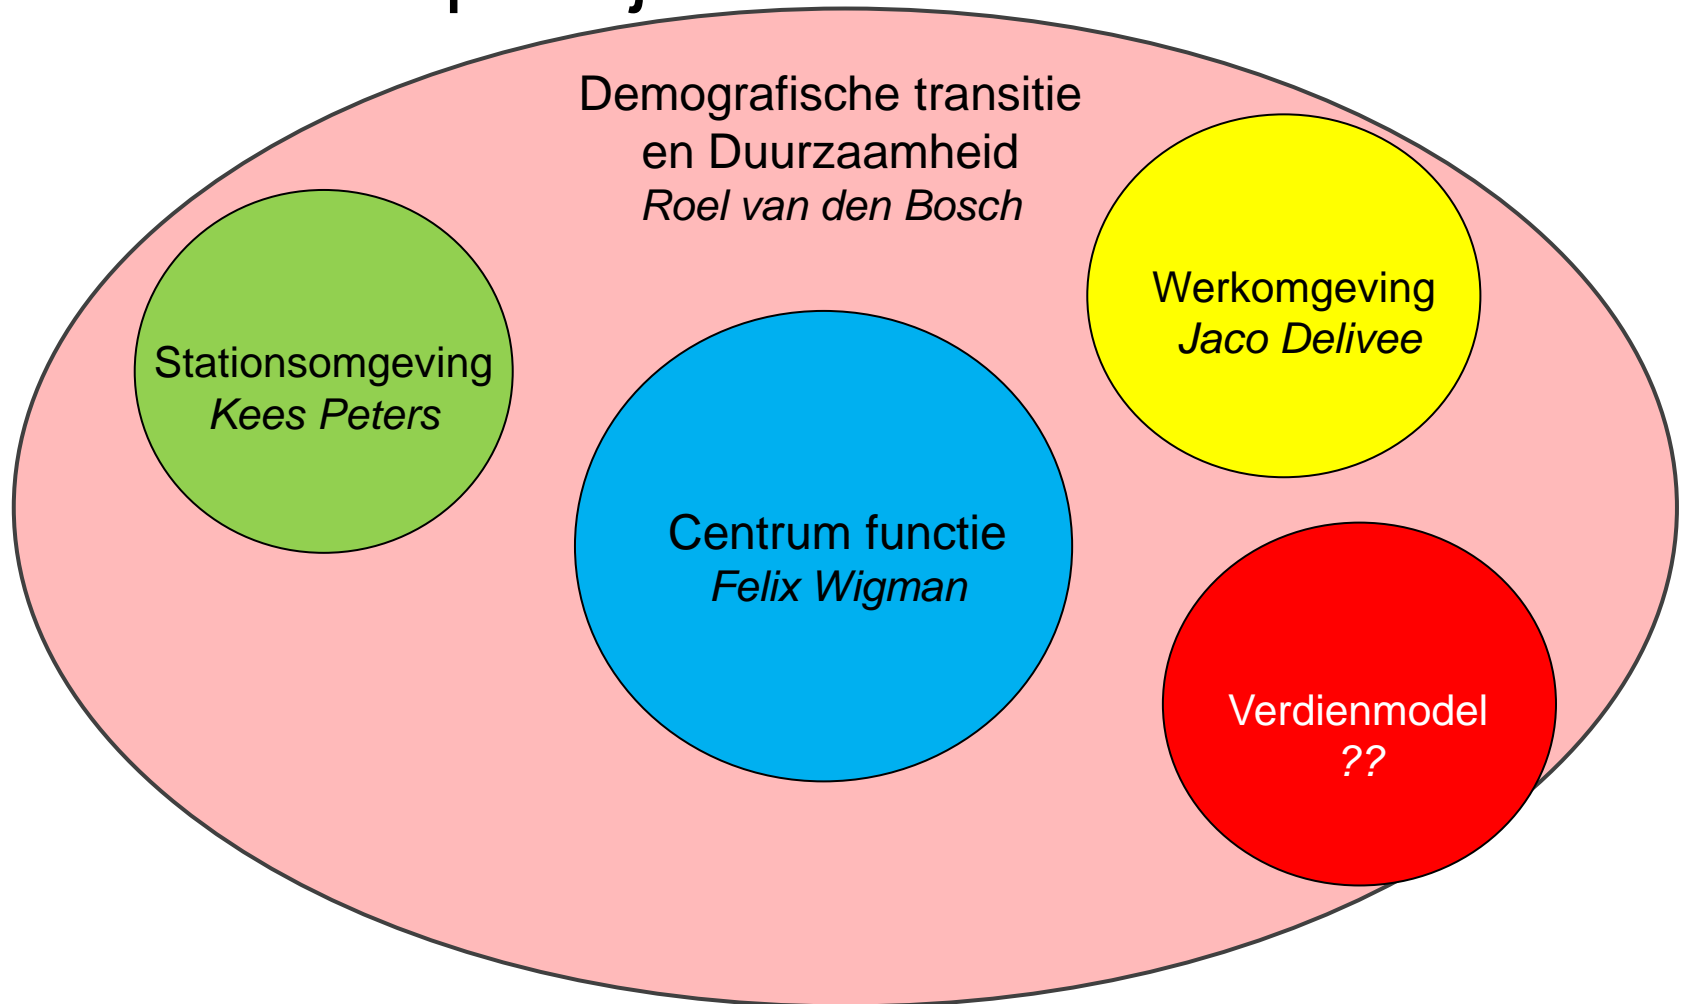 Demografische transitie
en Duurzaamheid
Roel van den Bosch
Werkomgeving
Jaco Delivee
Stationsomgeving
Kees Peters
Centrum functie
Felix Wigman
Verdienmodel
??